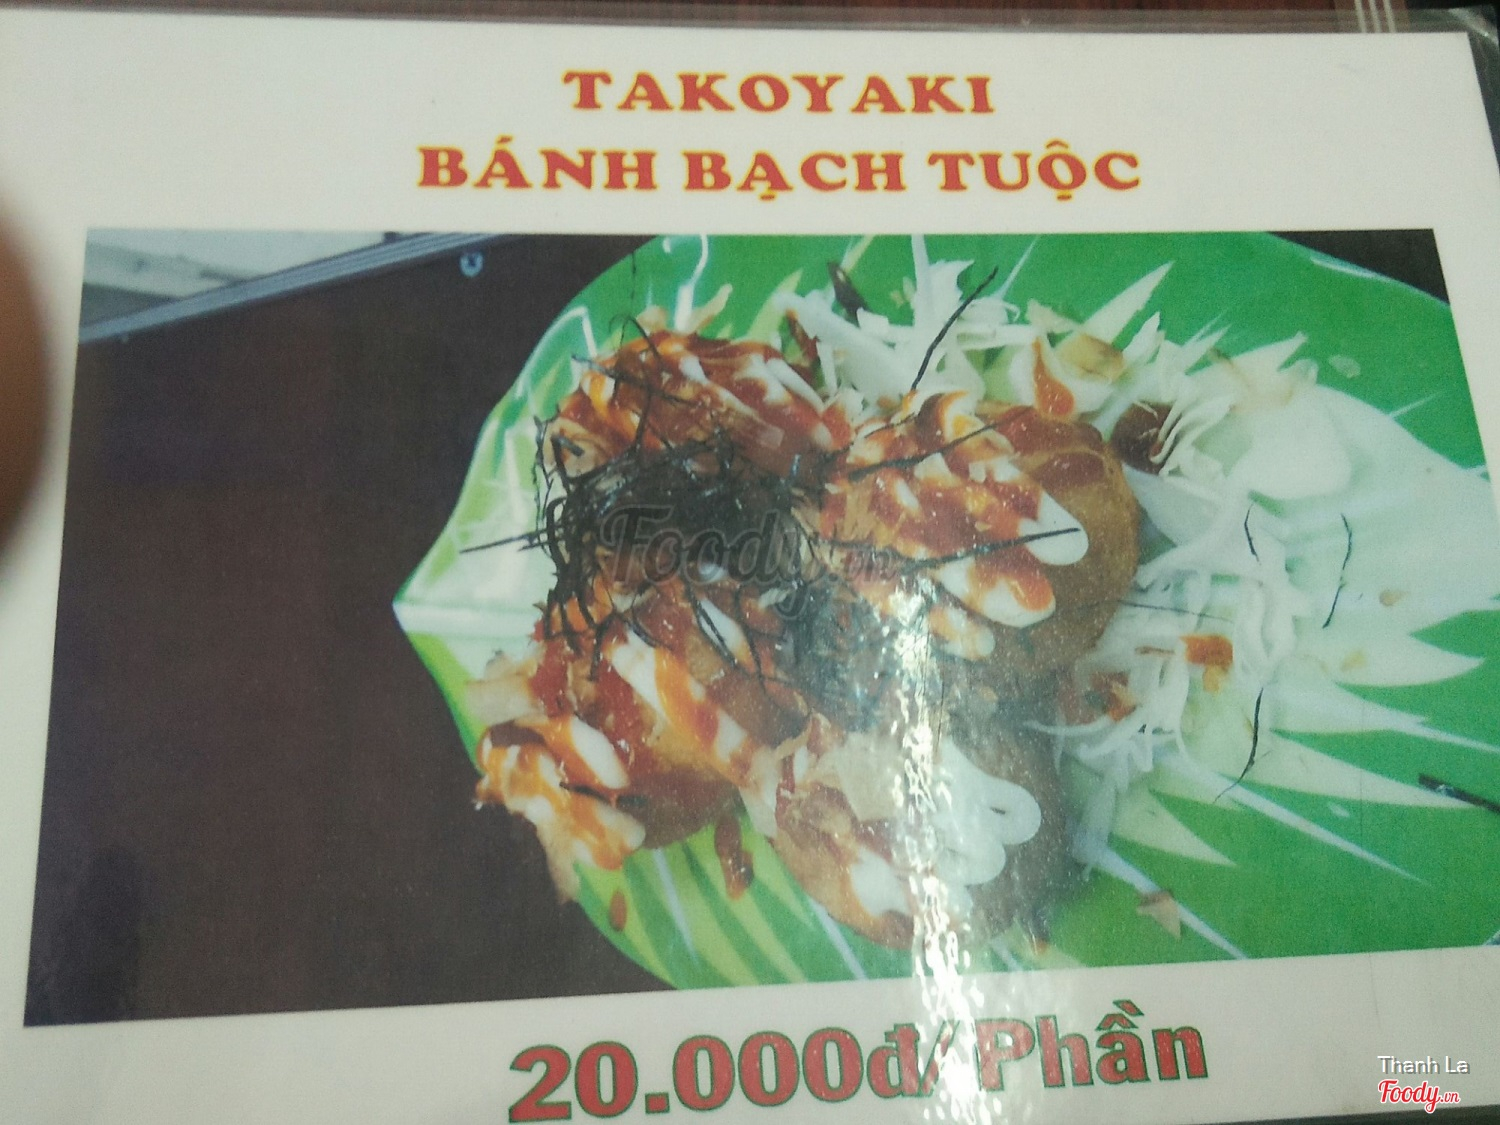 TAKOYAKI
BÁNH BẠCH TUỘC
Foody.vn
20.000đ/ Phần
Thanh La
Foody.vn